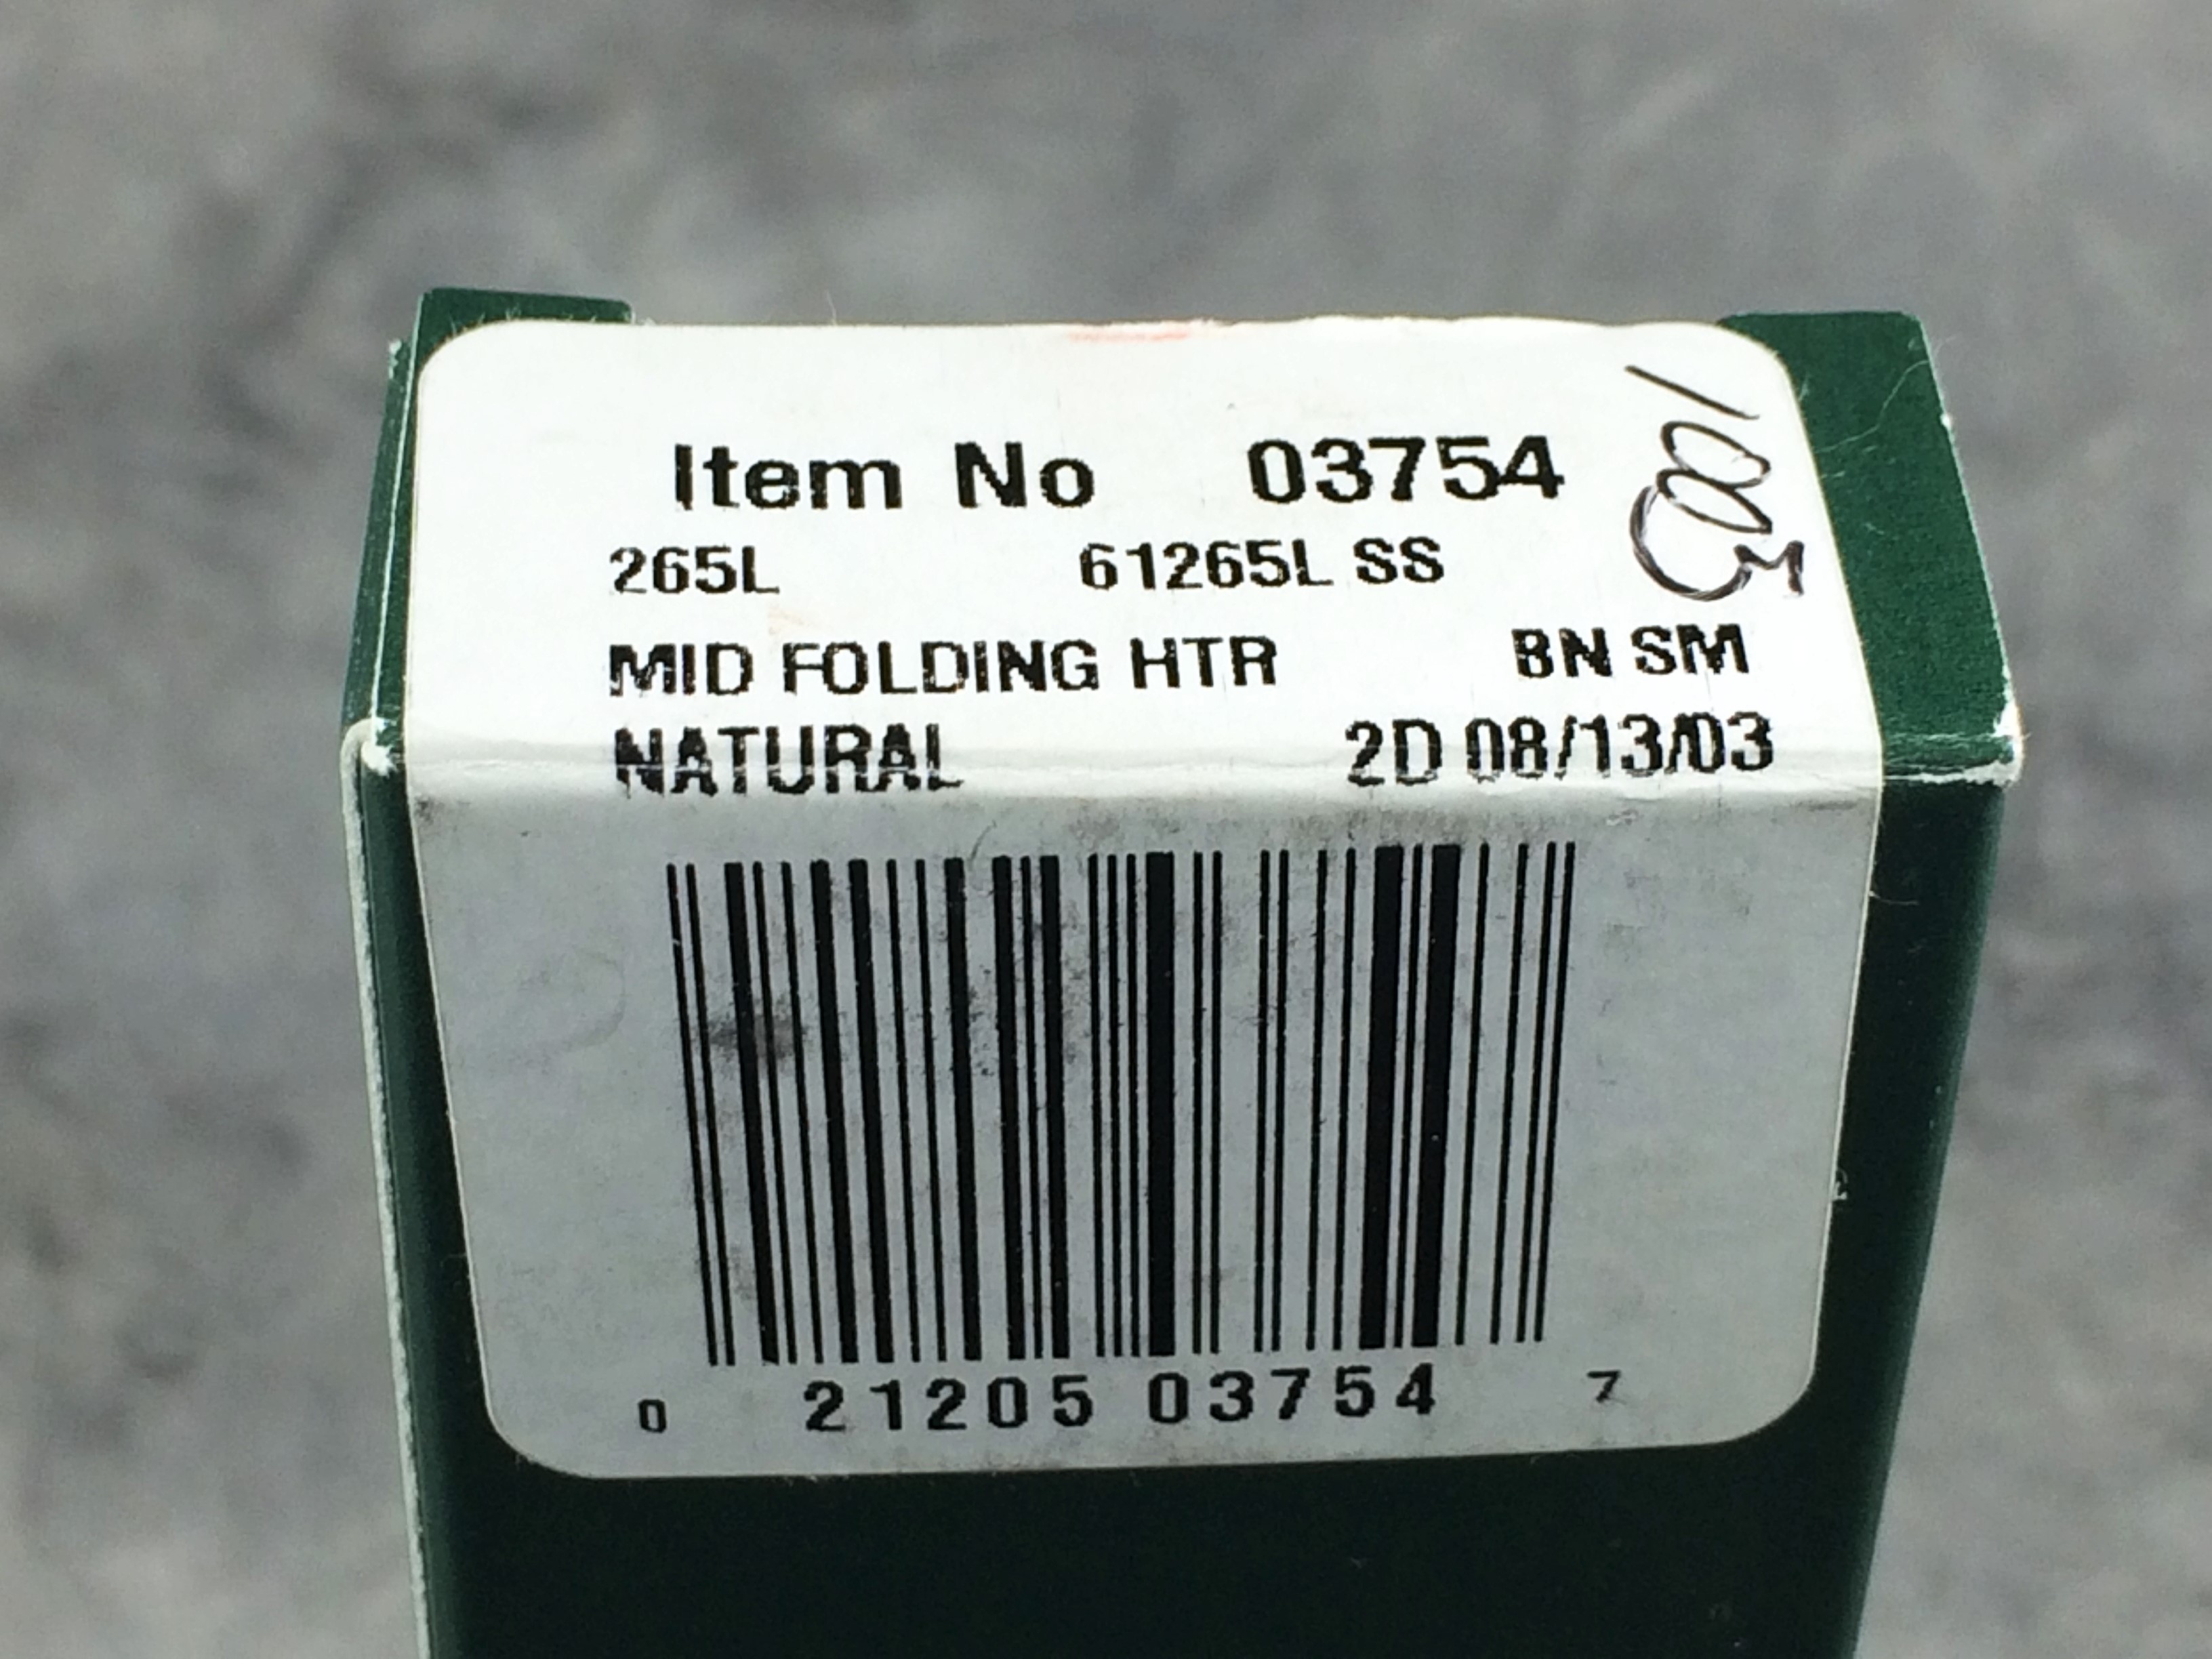 Item No 03754
265L 61265L SS
MID FOLDING HTR BN SM
NATURAL 2D 08/13/03
0 21205 03754 7